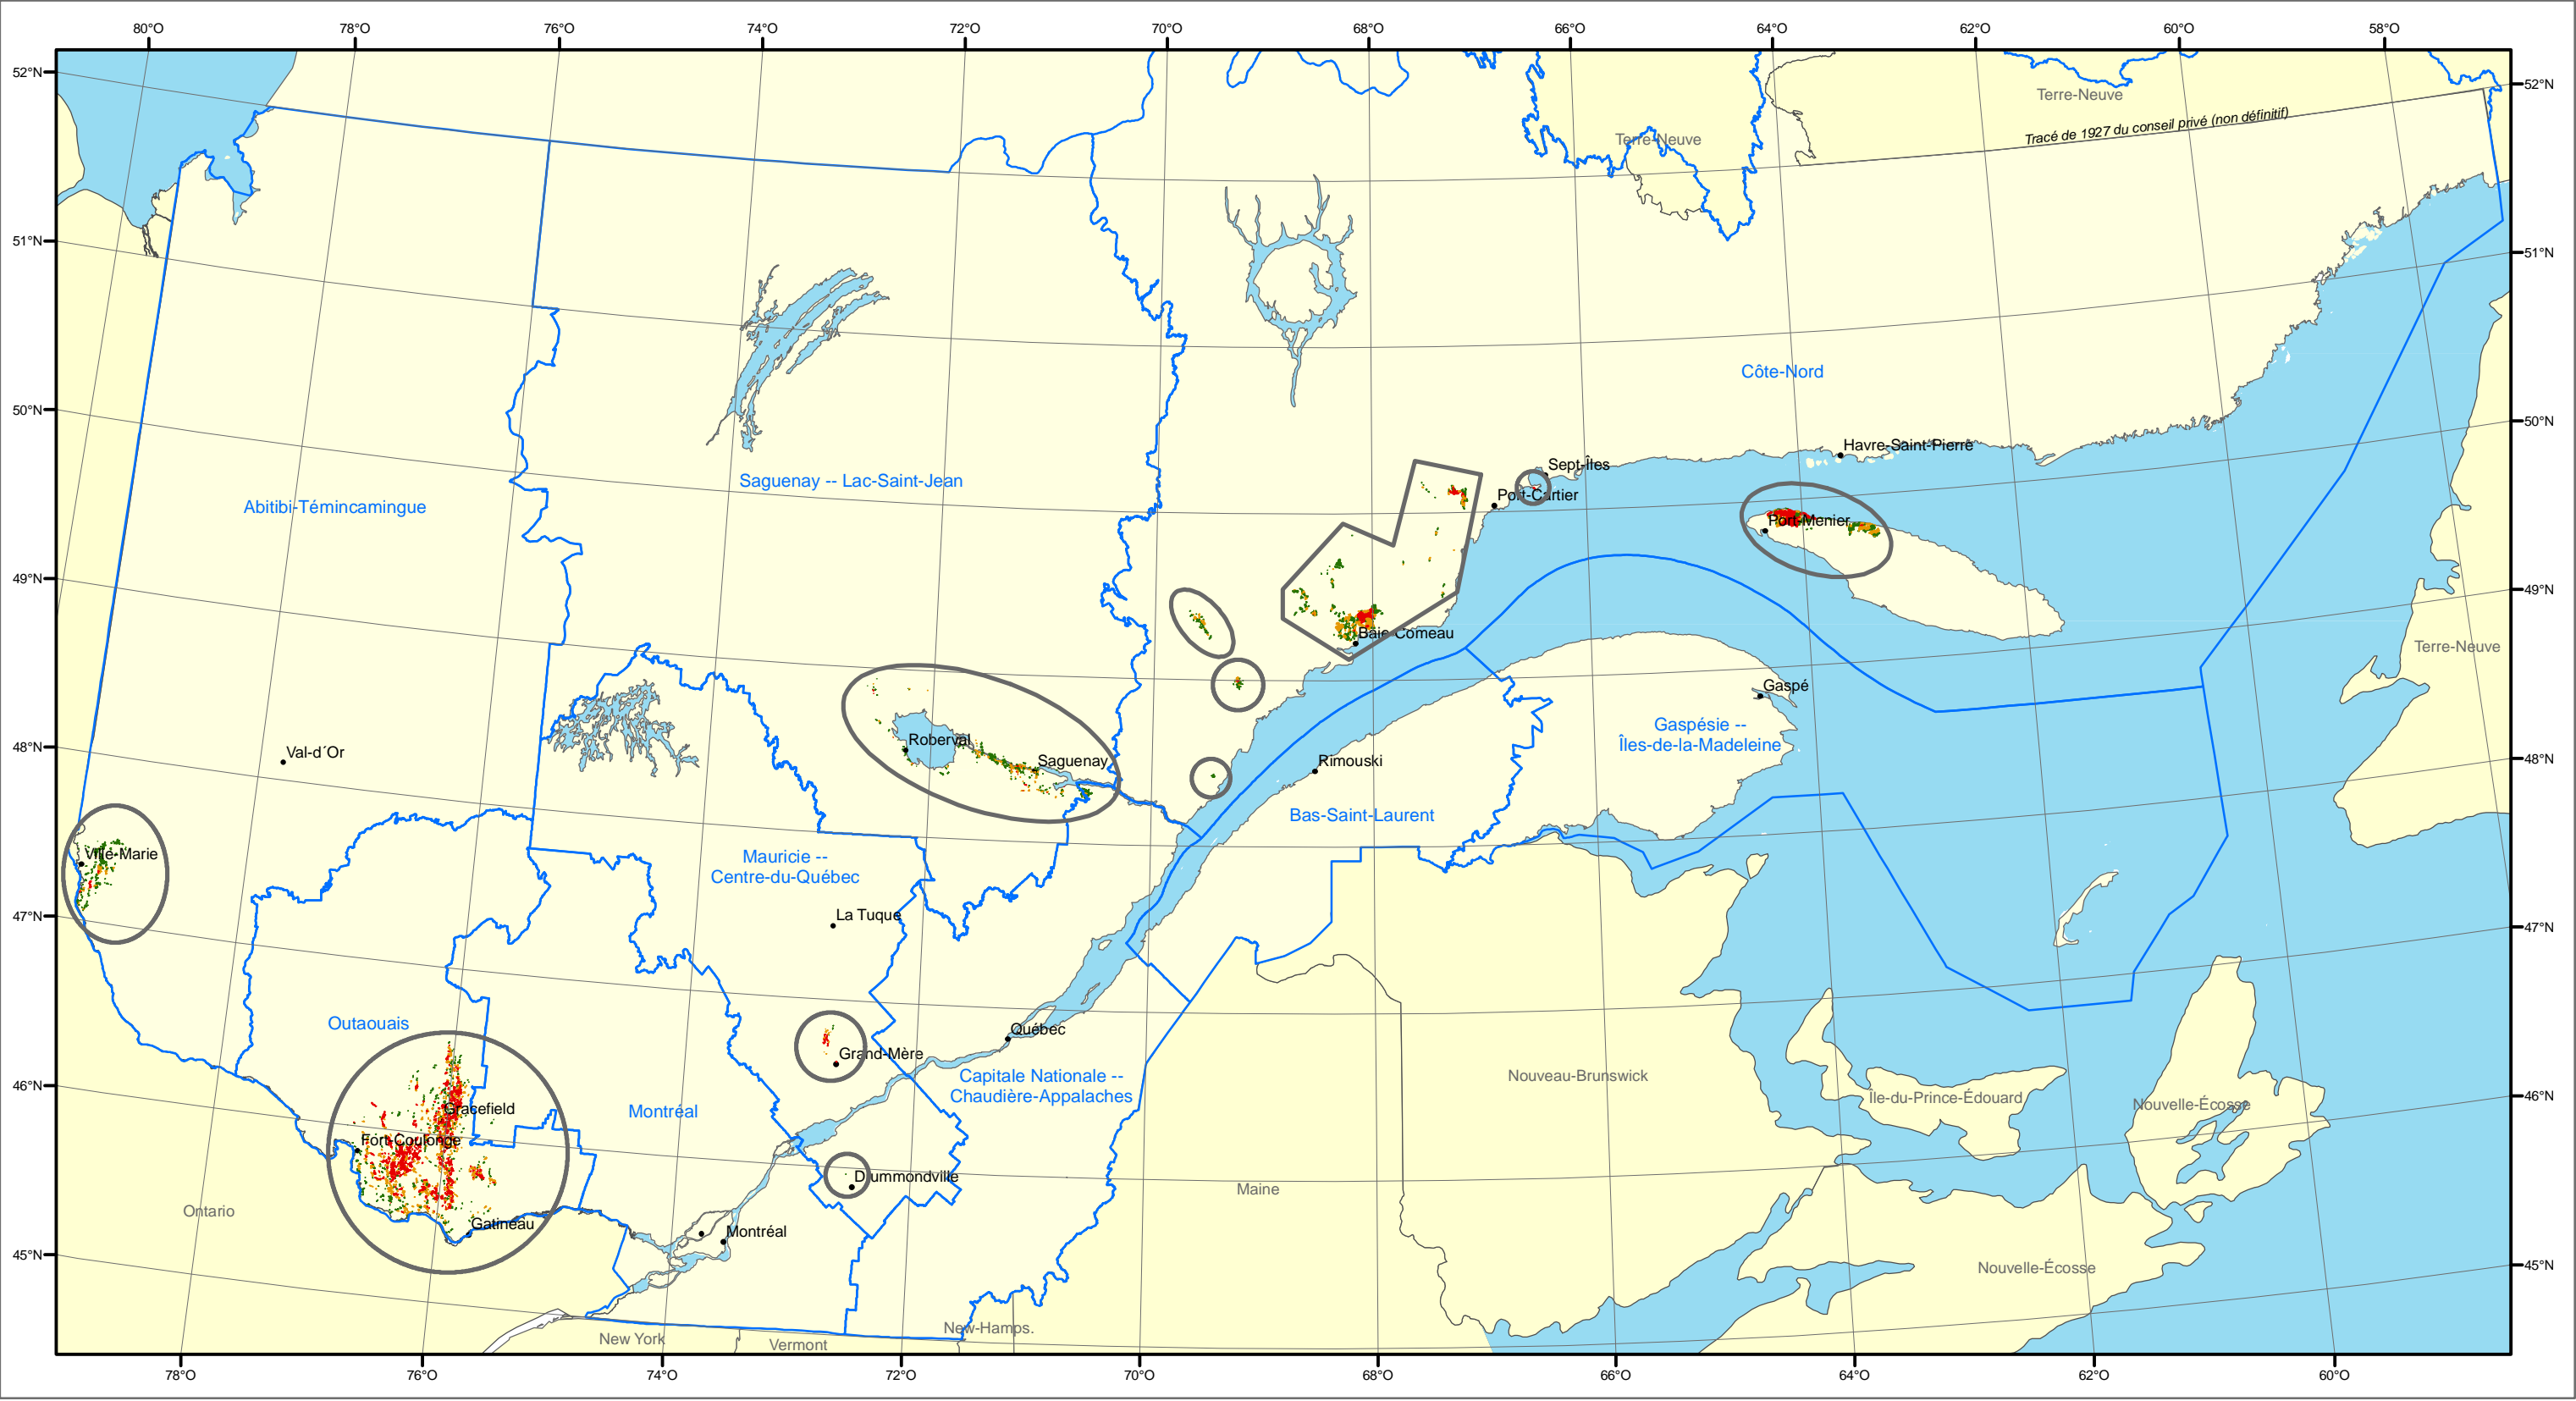 80°O 78°O 76°O 74°O 72°O 70°O 68°O 66°O 64°O 62°O 60°O 58°O
52°N
52°N
Terre-Neuve
Tracé de 1927 du conseil privé (non définitif)
Terre-Neuve
51°N
51°N
Côte-Nord
50°N
50°N
Havre-Saint-Pierre
Sept-Îles
Saguenay -- Lac-Saint-Jean
Port-Cartier
Abitibi-Témincamingue
Port-Menier
49°N
49°N
Baie-Comeau
Terre-Neuve
Gaspé
Gaspésie --
Îles-de-la-Madeleine
Roberval
48°N
48°N
Val-d´Or
Saguenay
Rimouski
Bas-Saint-Laurent
Ville-Marie
Mauricie --
Centre-du-Québec
47°N
47°N
La Tuque
Outaouais
Québec
Grand-Mère
46°N
46°N
Capitale Nationale --
Chaudière-Appalaches
Nouveau-Brunswick
Île-du-Prince-Édouard
Nouvelle-Écosse
Gracefield
Montréal
Fort-Coulonge
Drummondville
Maine
Ontario
Gatineau
Montréal
45°N
45°N
Nouvelle-Écosse
New-Hamps.
New York
Vermont
78°O 76°O 74°O 72°O 70°O 68°O 66°O 64°O 62°O 60°O